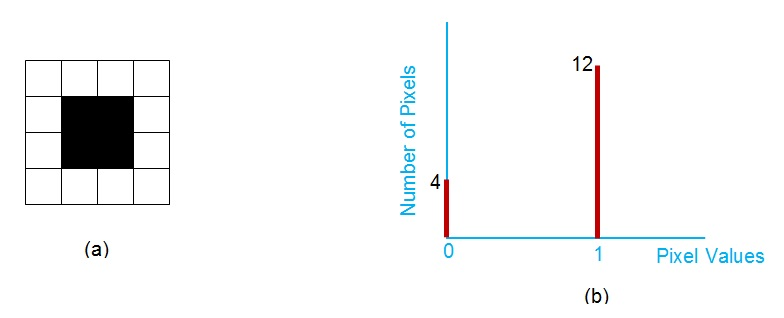 12
Number of Pixels
4
0
1
Pixel Values
(a)
(b)